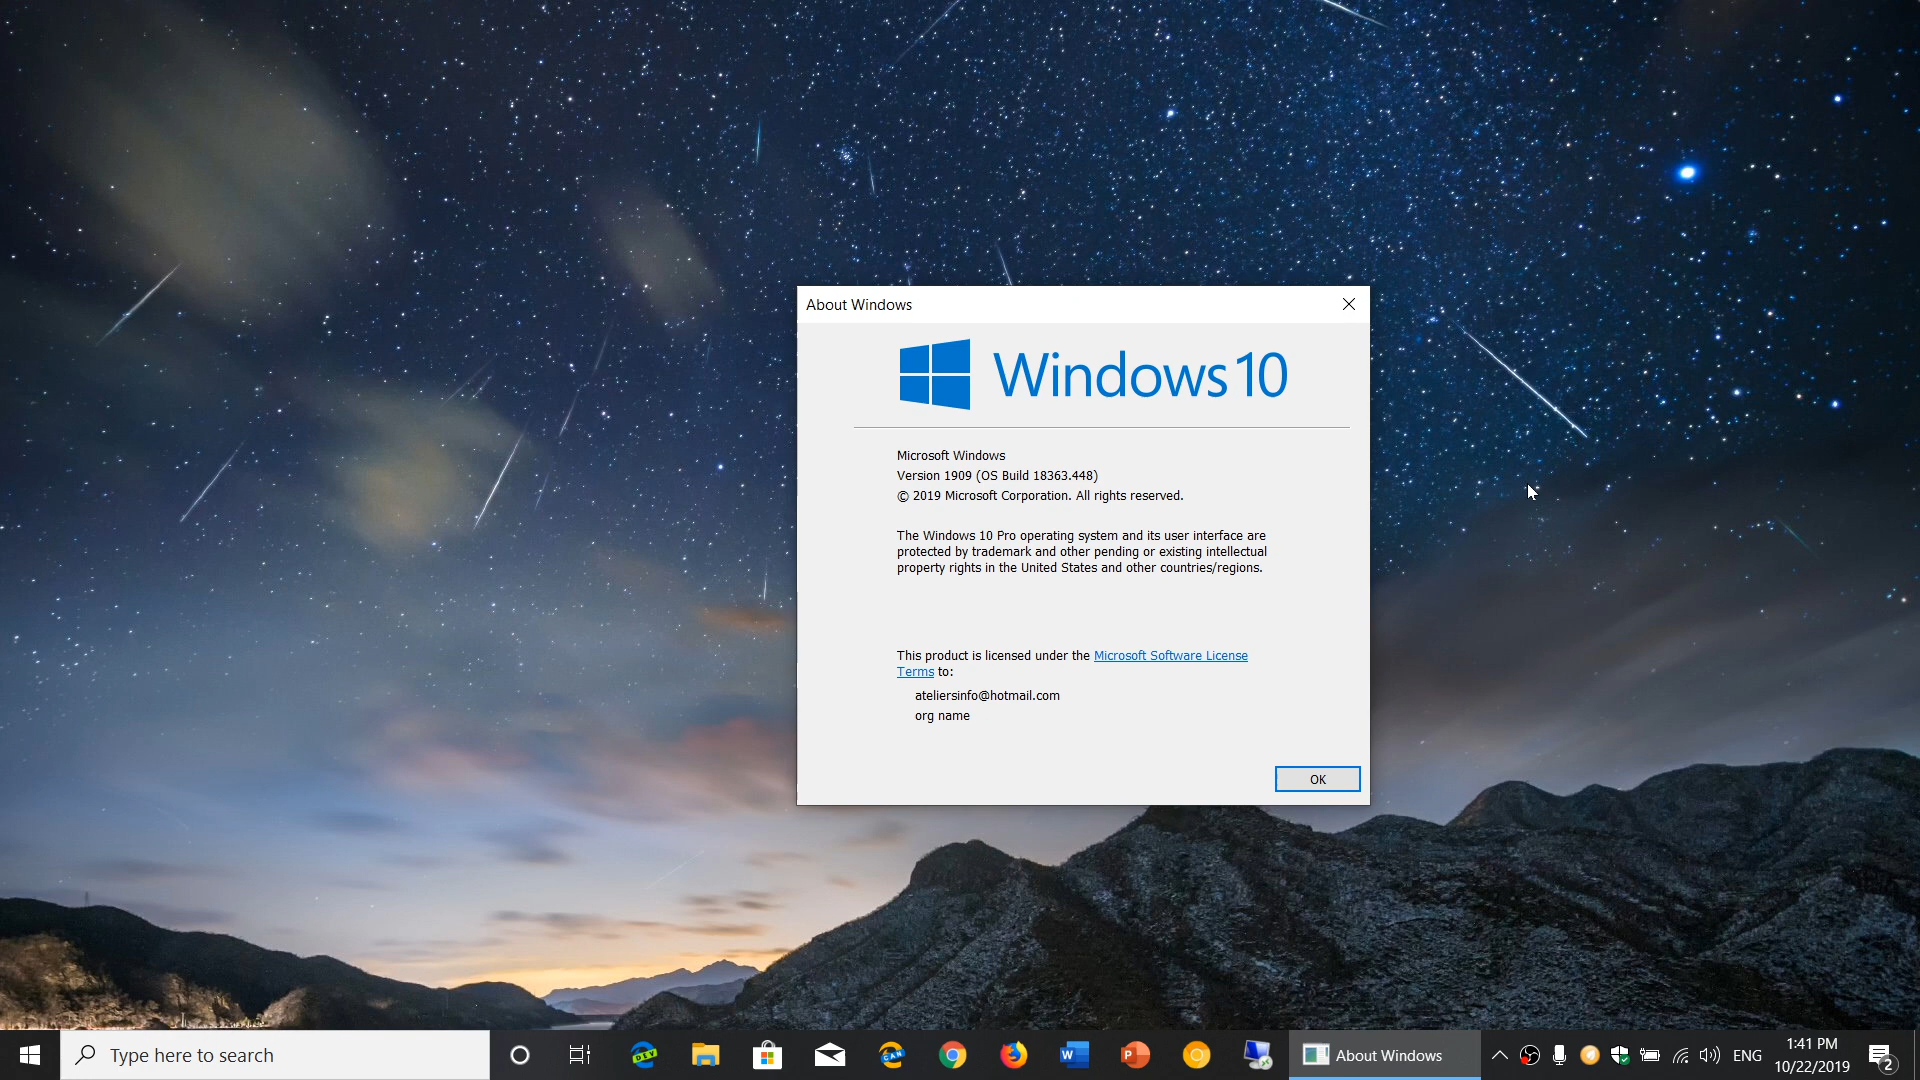 About Windows
Windows 10
Microsoft Windows
Version 1909 (OS Build 18363.448)
© 2019 Microsoft Corporation. All rights reserved.
The Windows 10 Pro operating system and its user interface are
protected by trademark and other pending or existing intellectual
property rights in the United States and other countries/regions.
This product is licensed under the Microsoft Software License
Terms to:
ateliersinfo@hotmail.com
org name
OK
Type here to search
DEV
CAN
W
P
About Windows
ENG
1:41 PM
10/22/2019
2